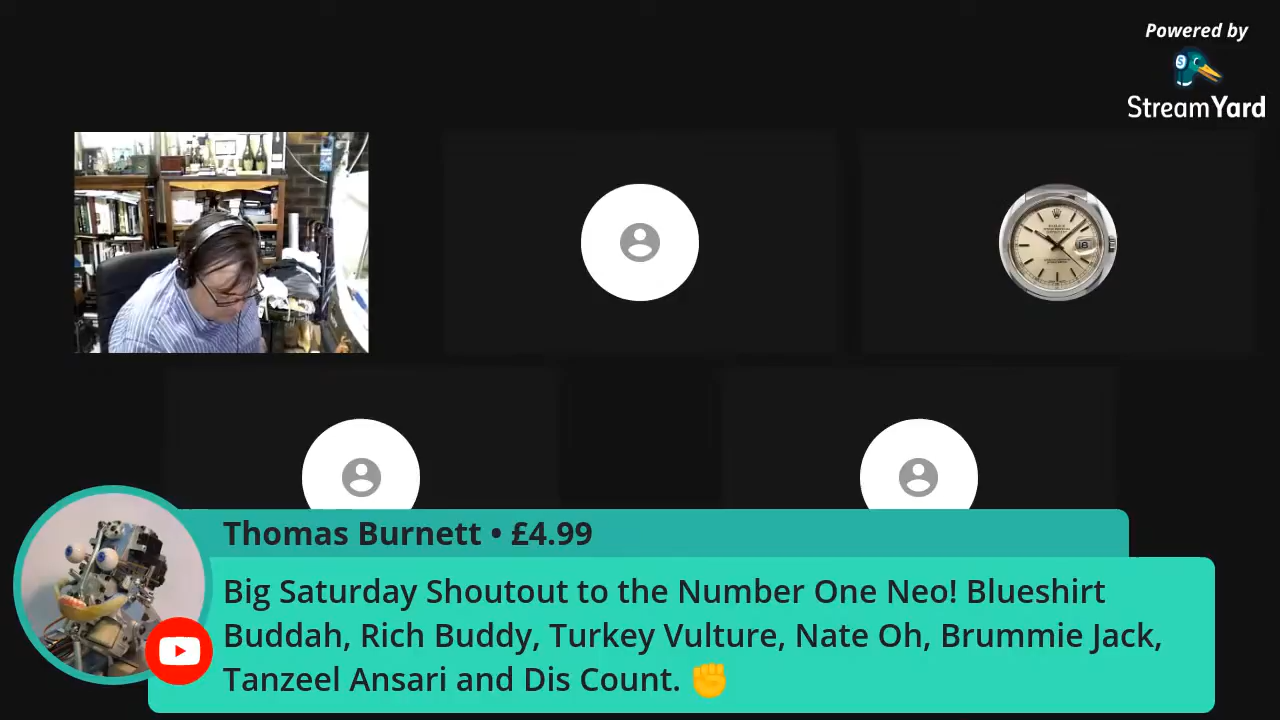 Powered by
StreamYard
Thomas Burnett • £4.99
Big Saturday Shoutout to the Number One Neo! Blueshirt
Buddah, Rich Buddy, Turkey Vulture, Nate Oh, Brummie Jack,
Tanzeel Ansari and Dis Count. ✊